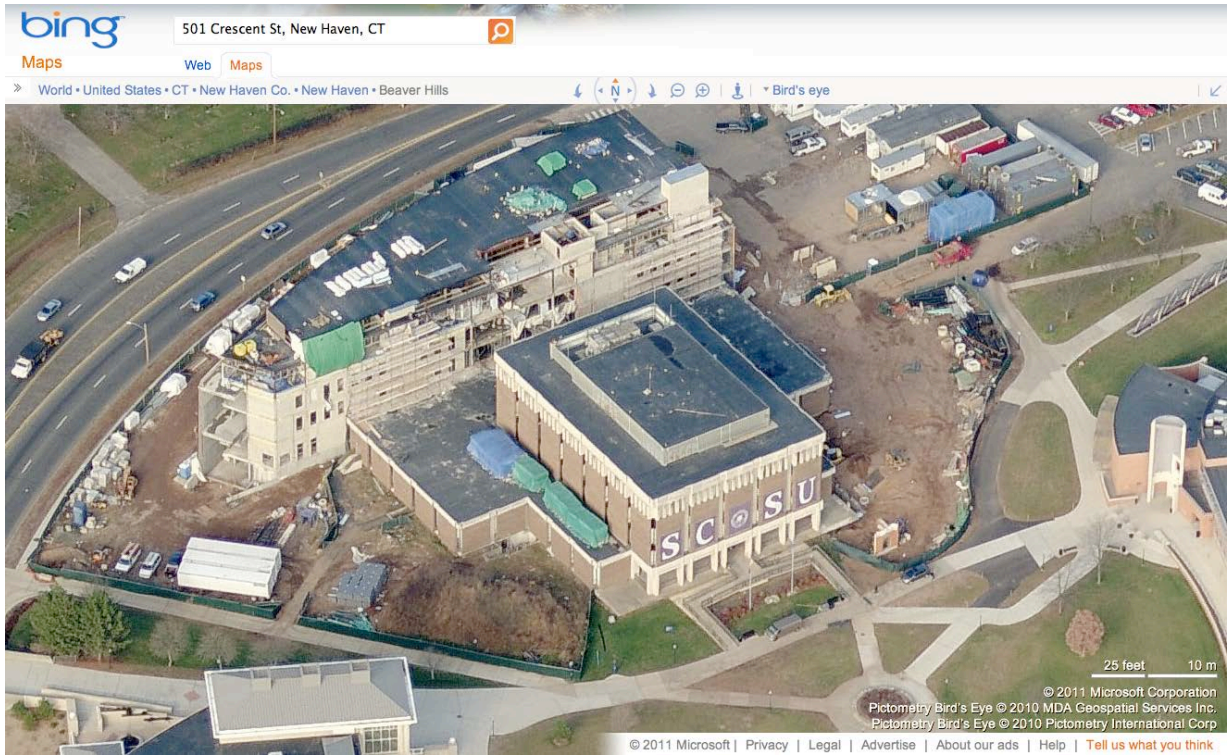 bing
501 Crescent St, New Haven, CT
Maps
Web
Maps
» World • United States • CT • New Haven Co. • New Haven • Beaver Hills
N
Bird's eye
SCSU
25 feet 10 m
© 2011 Microsoft Corporation
Pictometry Bird's Eye © 2010 MDA Geospatial Services Inc.
Pictometry Bird's Eye © 2010 Pictometry International Corp
© 2011 Microsoft | Privacy | Legal | Advertise | About our ads | Help | Tell us what you think